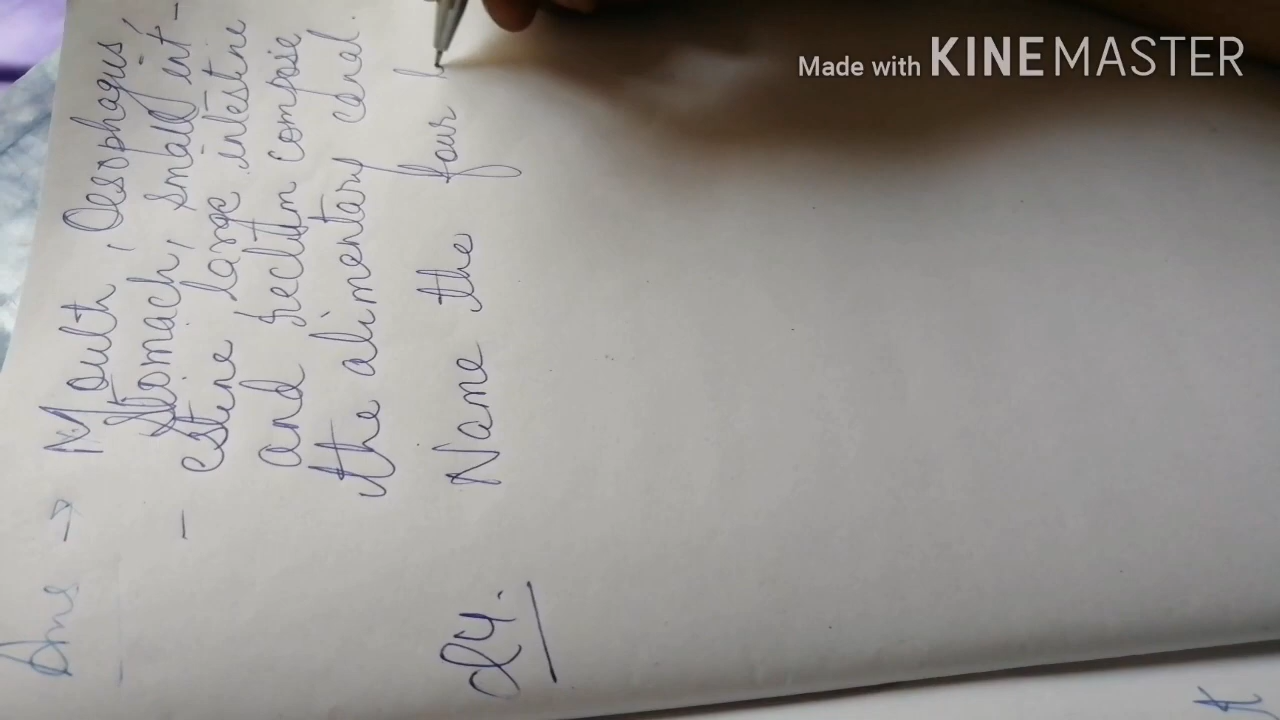 Ans → Mouth, Oesophagus,
Stomach, small int-
- estine large intestine
and rectum compose
the alimentary canal.
Q4. Name the four
Made with KINEMASTER